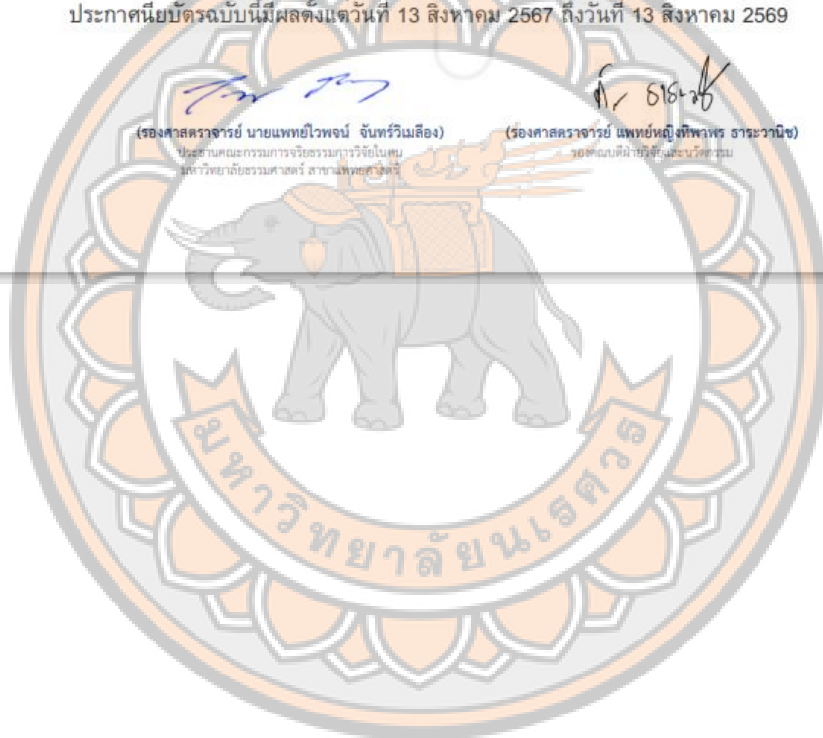 ประกาศนียบัตรฉบับนี้มีผลตั้งแต่วันที่ 13 สิงหาคม 2567 ถึงวันที่ 13 สิงหาคม 2569
(รองศาสตราจารย์ นายแพทย์ไวพจน์ จันทร์วิเมลือง)
(รองศาสตราจารย์ แพทย์หญิงทิพาพร ธาระวานิช)
ประธานคณะกรรมการจริยธรรมการวิจัยในคน
รองคณบดีฝ่ายวิจัยและนวัตกรรม
มหาวิทยาลัยธรรมศาสตร์ สาขาแพทยศาสตร์
มหาวิทยาลัยนเรศวร